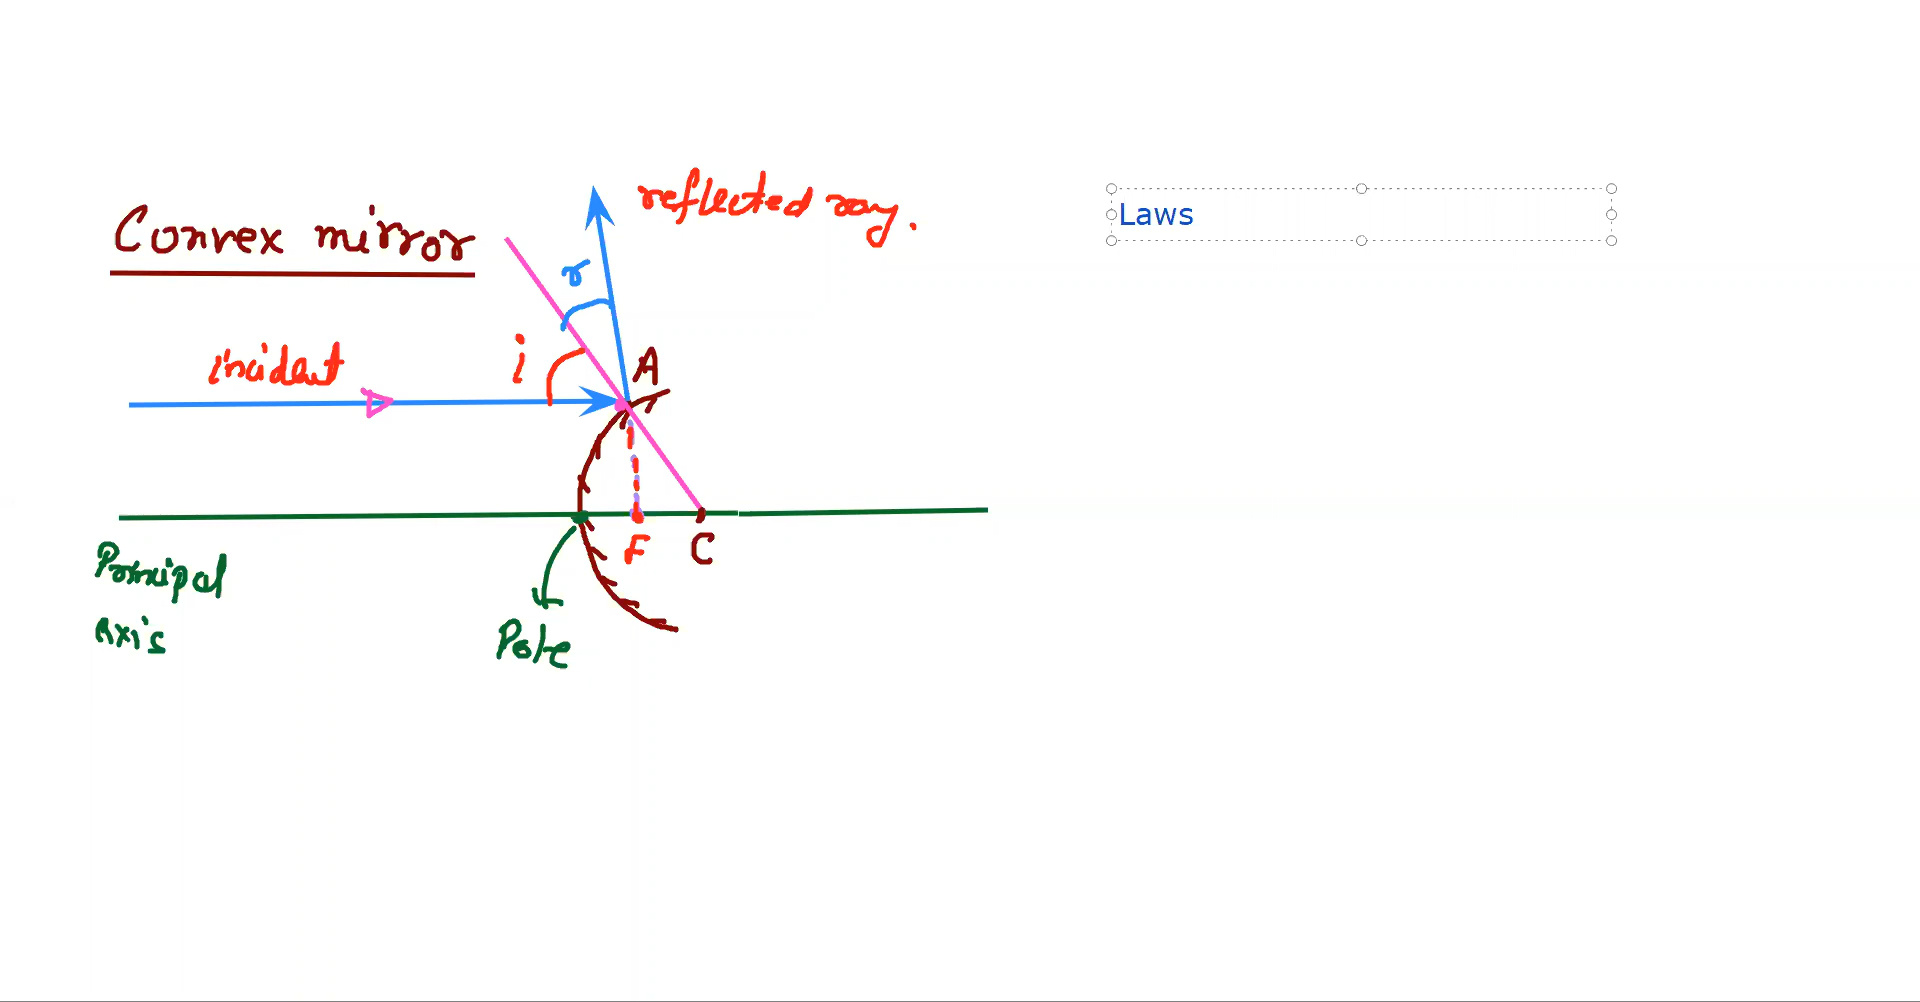 reflected ray.
Laws
Convex mirror
r
i
A
incident
F
C
Principal
Axis
Pole